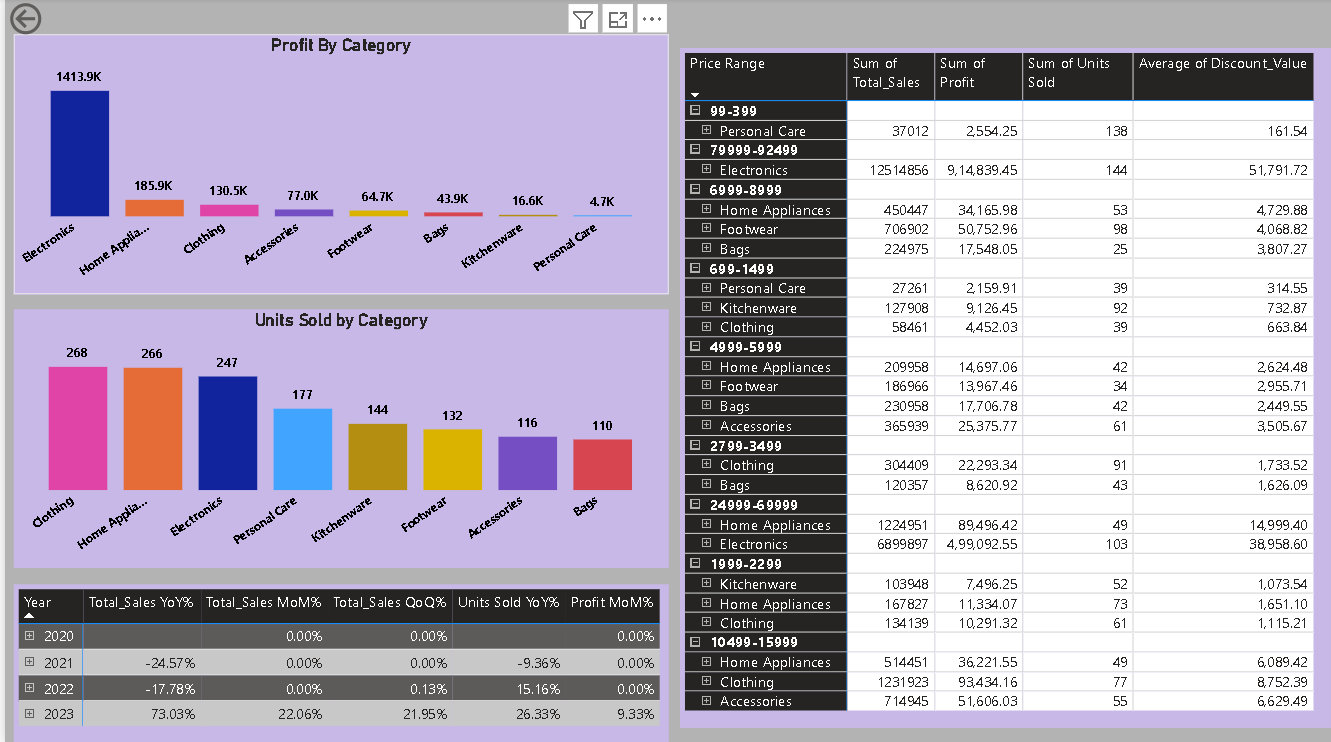 Profit By Category
1413.9K
185.9K
130.5K
77.0K
64.7K
43.9K
16.6K
4.7K
Electronics
Home Applia...
Clothing
Accessories
Footwear
Bags
Kitchenware
Personal Care
Units Sold by Category
268
266
247
177
144
132
116
110
Clothing
Home Applia...
Electronics
Personal Care
Kitchenware
Footwear
Accessories
Bags
Year Total_Sales YoY% Total_Sales MoM% Total_Sales QoQ% Units Sold YoY% Profit MoM%
2020 0.00% 0.00% 0.00%
2021 -24.57% 0.00% 0.00% -9.36% 0.00%
2022 -17.78% 0.00% 0.13% 15.16% 0.00%
2023 73.03% 22.06% 21.95% 26.33% 9.33%
Price Range Sum of Total_Sales Sum of Profit Sum of Units Sold Average of Discount_Value
99-399
Personal Care 37012 2,554.25 138 161.54
79999-92499
Electronics 12514856 9,14,839.45 144 51,791.72
6999-8999
Home Appliances 450447 34,165.98 53 4,729.88
Footwear 706902 50,752.96 98 4,068.82
Bags 224975 17,548.05 25 3,807.27
699-1499
Personal Care 27261 2,159.91 39 314.55
Kitchenware 127908 9,126.45 92 732.87
Clothing 58461 4,452.03 39 663.84
4999-5999
Home Appliances 209958 14,697.06 42 2,624.48
Footwear 186966 13,967.46 34 2,955.71
Bags 230958 17,706.78 42 2,449.55
Accessories 365939 25,375.77 61 3,505.67
2799-3499
Clothing 304409 22,293.34 91 1,733.52
Bags 120357 8,620.92 43 1,626.09
24999-69999
Home Appliances 1224951 89,496.42 49 14,999.40
Electronics 6899897 4,99,092.55 103 38,958.60
1999-2299
Kitchenware 103948 7,496.25 52 1,073.54
Home Appliances 167827 11,334.07 73 1,651.10
Clothing 134139 10,291.32 61 1,115.21
10499-15999
Home Appliances 514451 36,221.55 49 6,089.42
Clothing 1231923 93,434.16 77 8,752.39
Accessories 714945 51,606.03 55 6,629.49